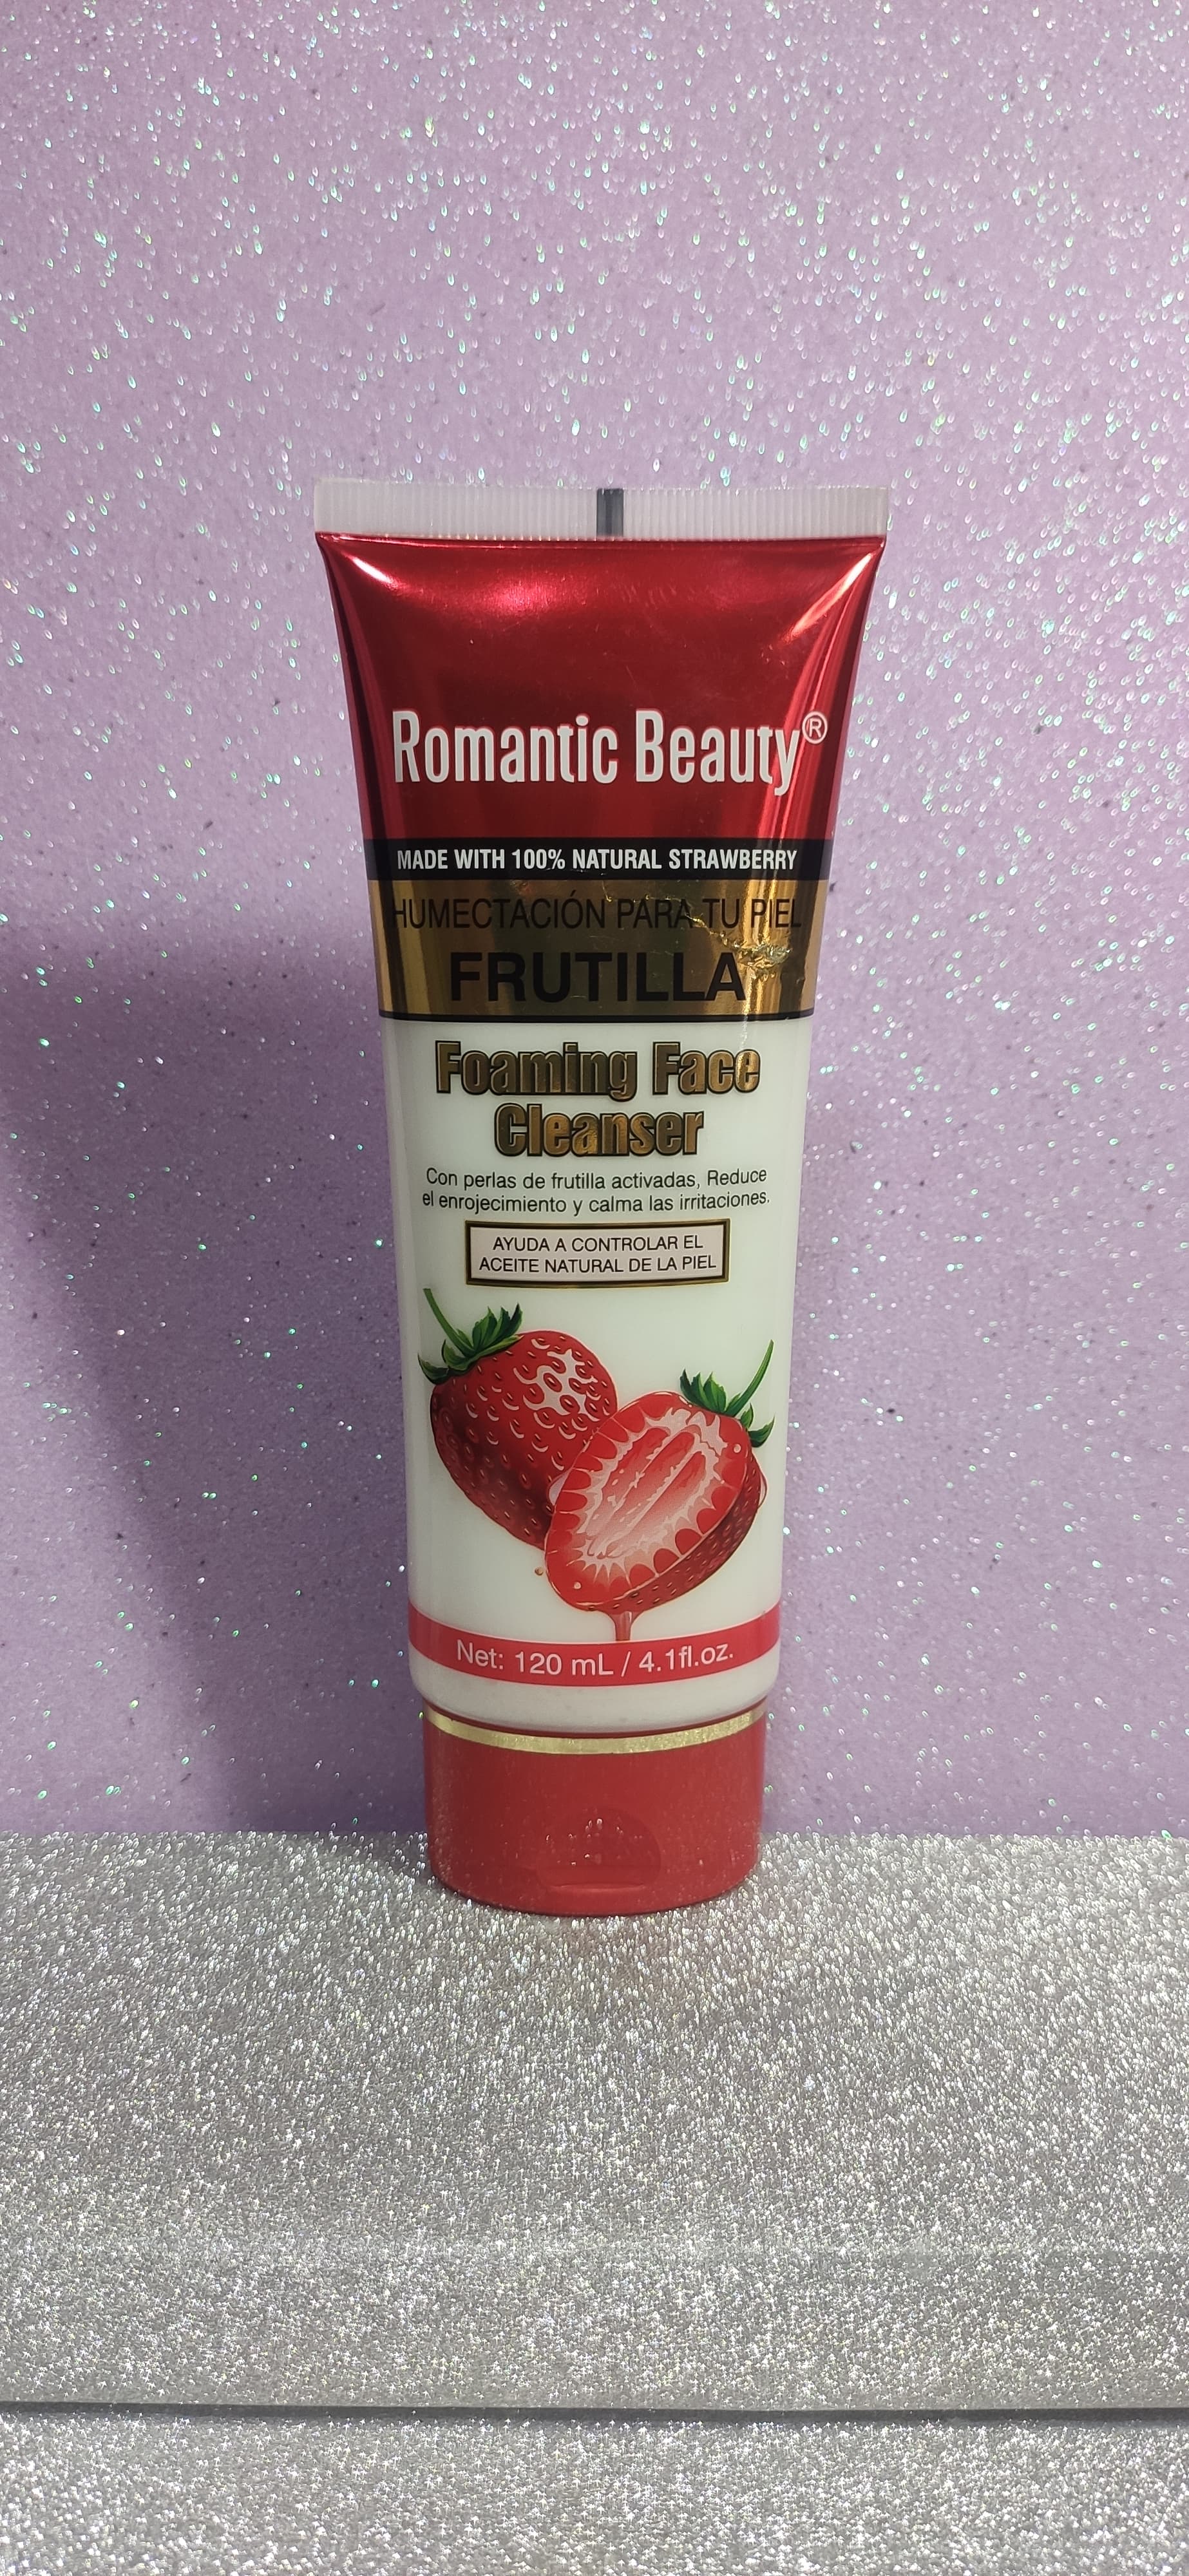 Romantic Beauty®
MADE WITH 100% NATURAL STRAWBERRY
HUMECTACIÓN PARA TU PIEL
FRUTILLA
Foaming Face
Cleanser
Con perlas de frutilla activadas, Reduce
el enrojecimiento y calma las irritaciones.
AYUDA A CONTROLAR EL
ACEITE NATURAL DE LA PIEL
Net: 120 mL / 4.1fl.oz.